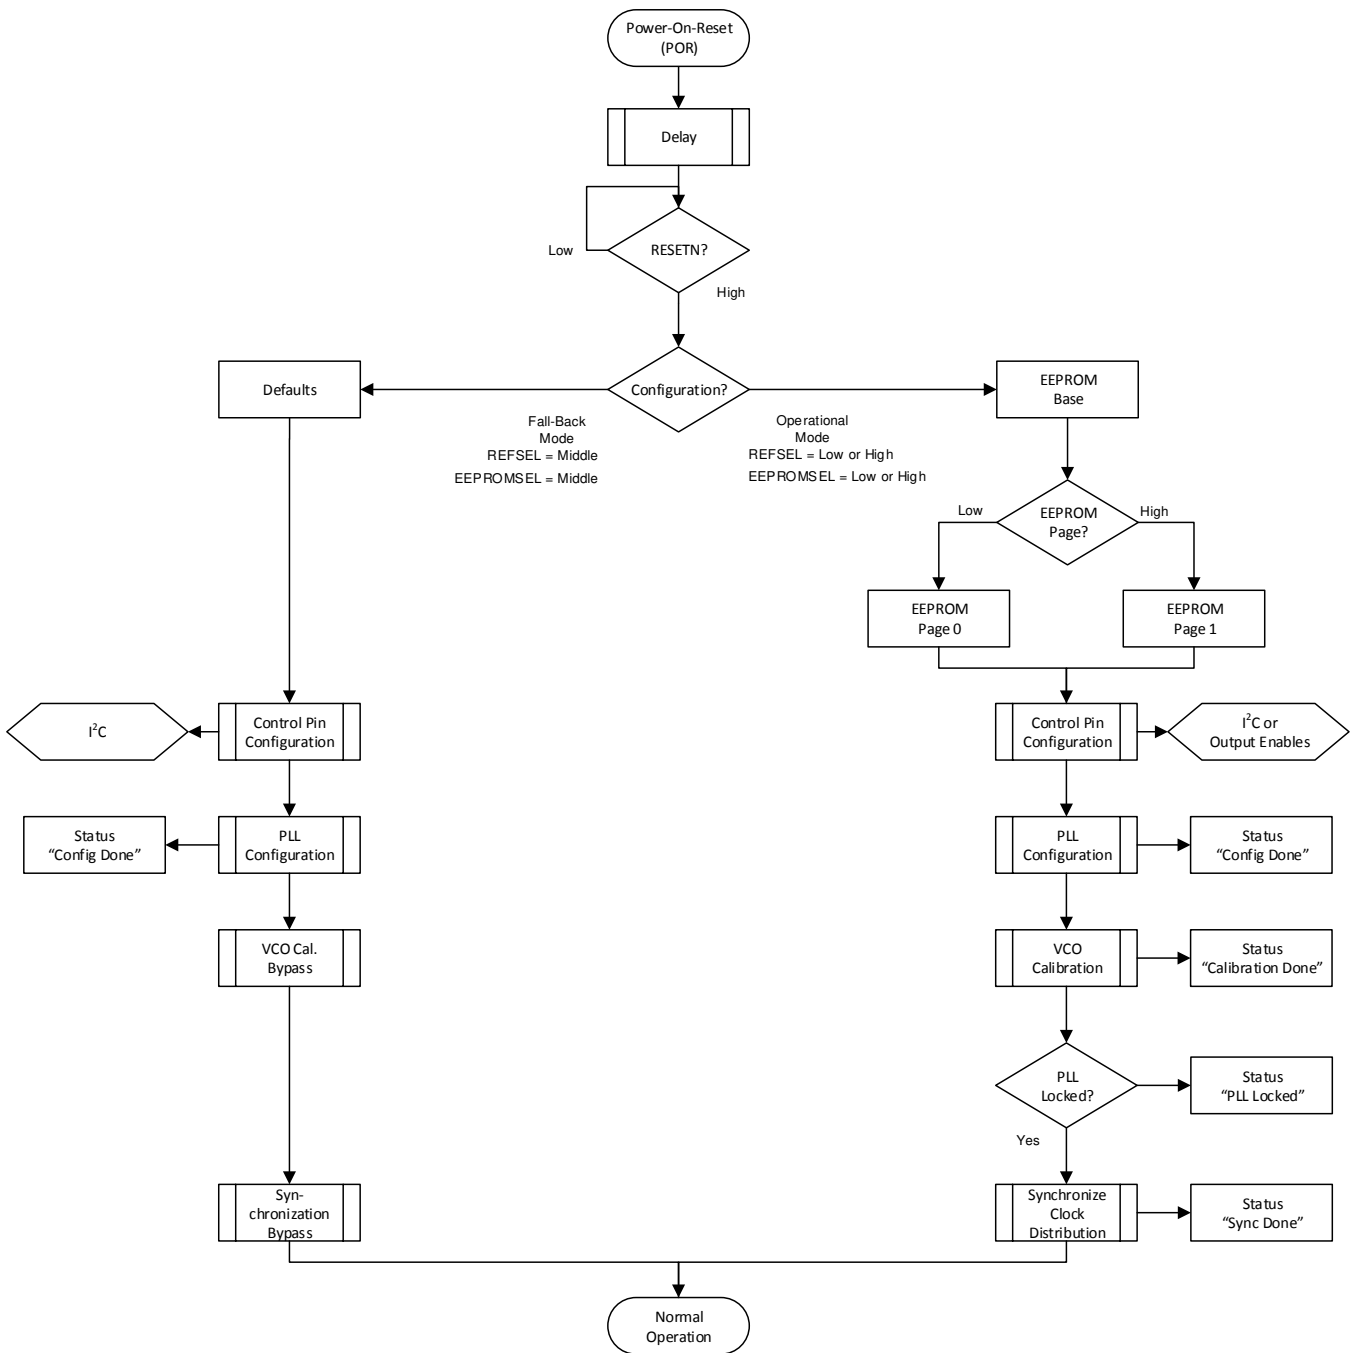 Power-On-Reset
(POR)
Delay
RESETN?
Low
High
Configuration?
Defaults
EEPROM
Base
Fall-Back
Mode
REFSEL = Middle
EEPROMSEL = Middle
Operational
Mode
REFSEL = Low or High
EEPROMSEL = Low or High
EEPROM
Page?
Low
High
EEPROM
Page 0
EEPROM
Page 1
I²C
Control Pin
Configuration
Control Pin
Configuration
I²C or
Output Enables
Status
“Config Done”
PLL
Configuration
PLL
Configuration
Status
“Config Done”
VCO Cal.
Bypass
VCO
Calibration
Status
“Calibration Done”
PLL
Locked?
Status
“PLL Locked”
Yes
Syn-
chronization
Bypass
Synchronize
Clock
Distribution
Status
“Sync Done”
Normal
Operation